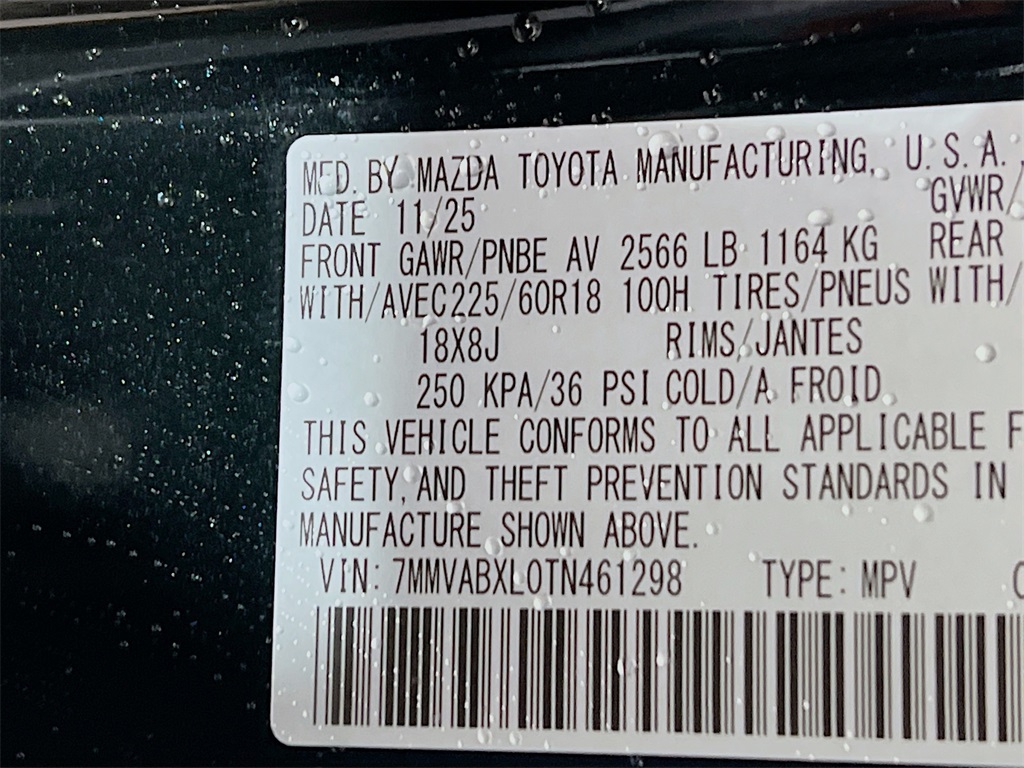 MFD. BY MAZDA TOYOTA MANUFACTURING, U.S.A.,
DATE 11/25 GVWR/
FRONT GAWR/PNBE AV 2566 LB 1164 KG REAR
WITH/AVEC225/60R18 100H TIRES/PNEUS WITH/
18X8J RIMS/JANTES
250 KPA/36 PSI COLD/A FROID
THIS VEHICLE CONFORMS TO ALL APPLICABLE F
SAFETY, AND THEFT PREVENTION STANDARDS IN
MANUFACTURE SHOWN ABOVE.
VIN: 7MMVABXL0TN461298 TYPE: MPV